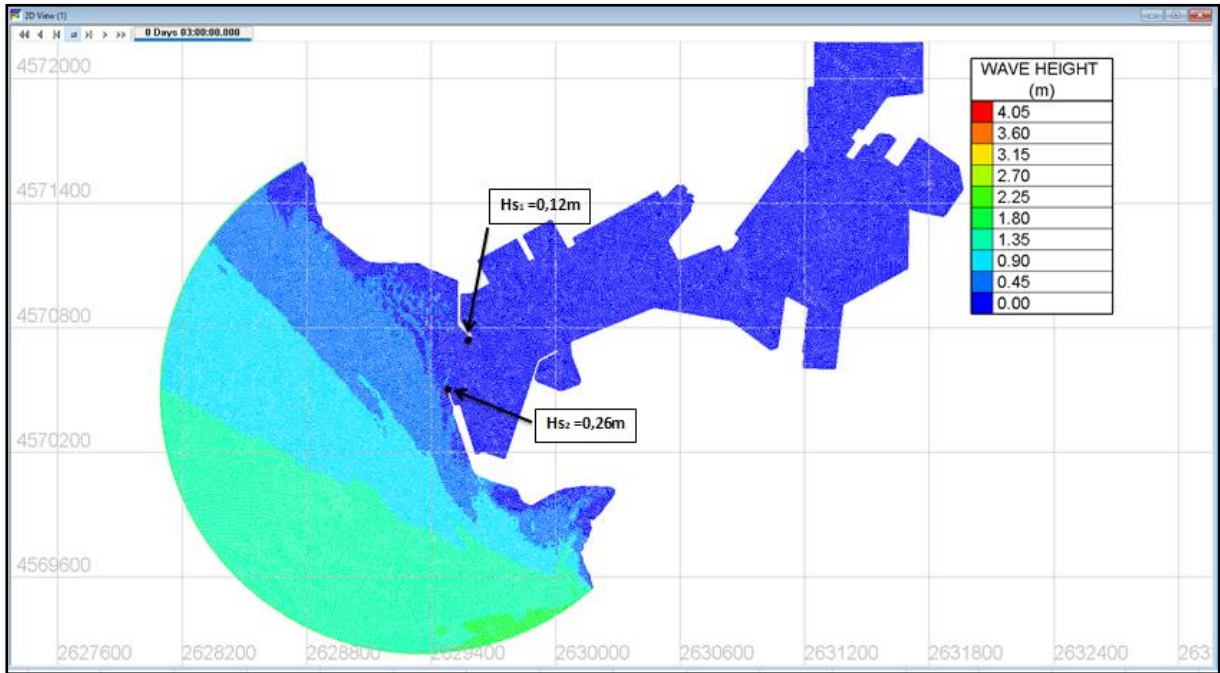 2D View (1)
0 Days 03:00:00.000
4572000
4571400
4570800
4570200
4569600
WAVE HEIGHT
(m)
4.05
3.60
3.15
2.70
2.25
1.80
1.35
0.90
0.45
0.00
Hs₁ =0,12m
Hs₂ =0,26m
2627600 2628200 2628800 2629400 2630000 2630600 2631200 2631800 2632400 263